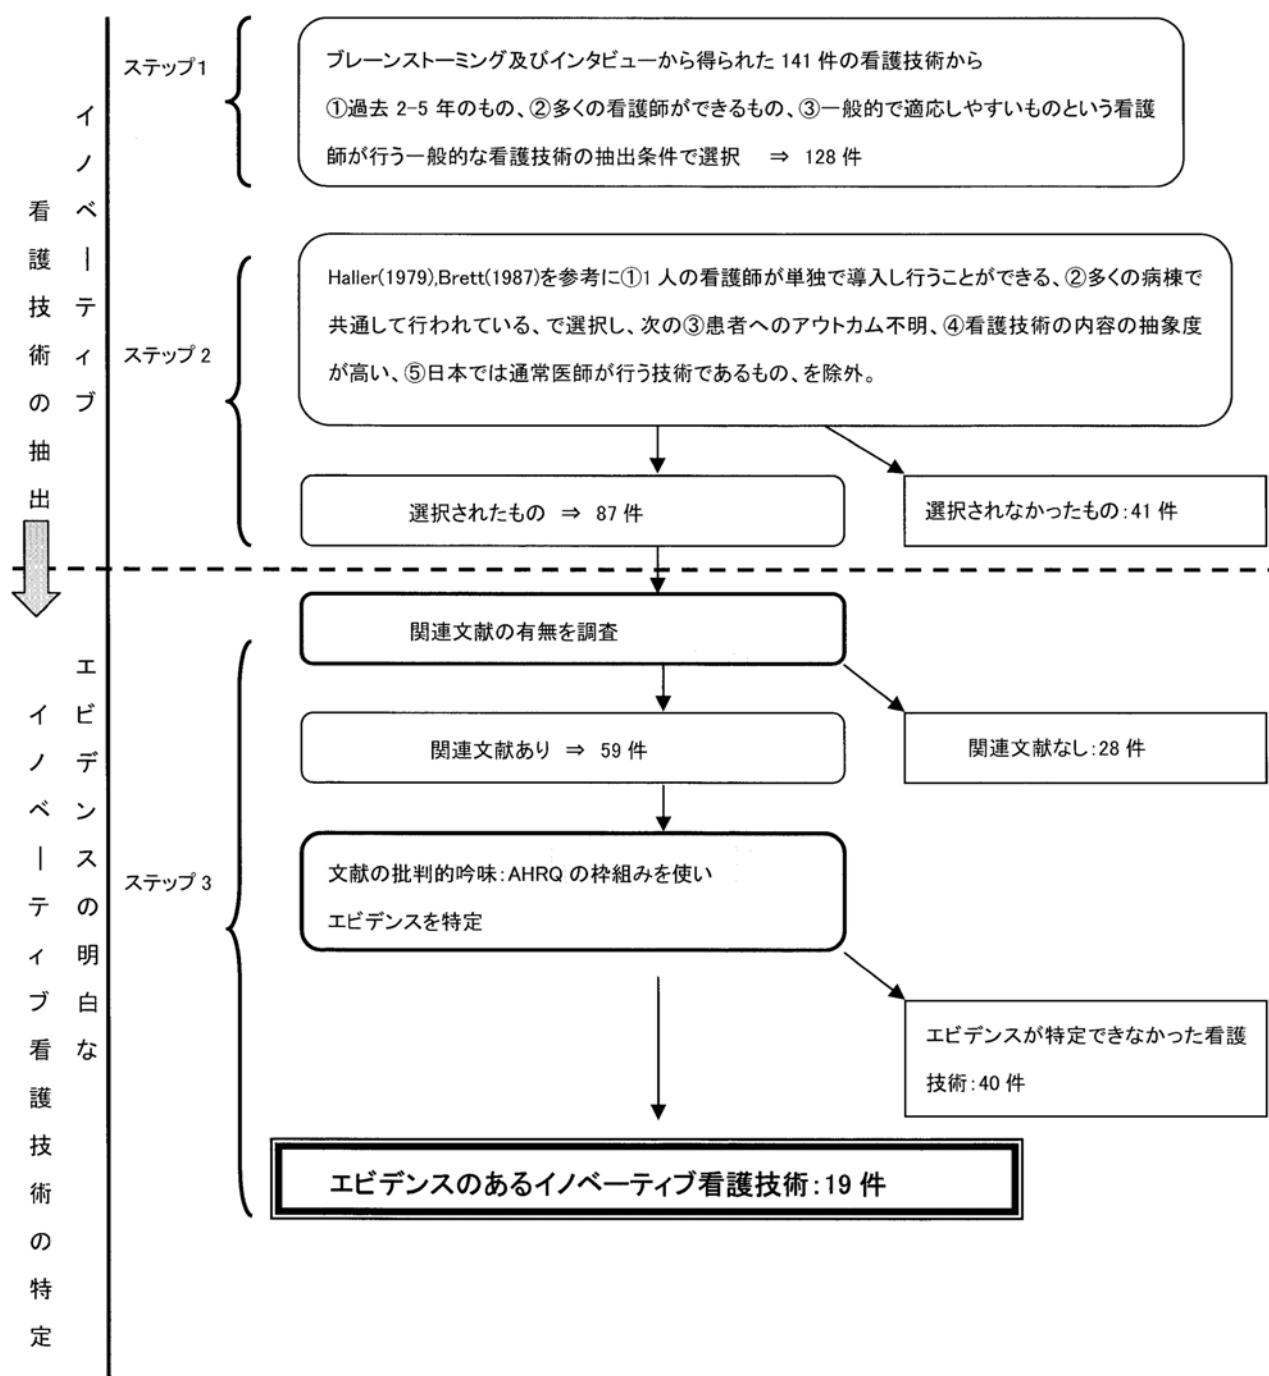 イノベーティブ
看護技術の抽出
ステップ1
ブレーンストーミング及びインタビューから得られた 141 件の看護技術から
①過去 2-5 年のもの、②多くの看護師ができるもの、③一般的で適応しやすいものという看護
師が行う一般的な看護技術の抽出条件で選択 ⇒ 128 件
ステップ 2
Haller(1979),Brett(1987)を参考に①1 人の看護師が単独で導入し行うことができる、②多くの病棟で
共通して行われている、で選択し、次の③患者へのアウトカム不明、④看護技術の内容の抽象度
が高い、⑤日本では通常医師が行う技術であるもの、を除外。
選択されたもの ⇒ 87 件
選択されなかったもの:41 件
エビデンスの明白な
イノベーティブ看護技術の特定
ステップ 3
関連文献の有無を調査
関連文献あり ⇒ 59 件
関連文献なし:28 件
文献の批判的吟味:AHRQ の枠組みを使い
エビデンスを特定
エビデンスが特定できなかった看護
技術:40 件
エビデンスのあるイノベーティブ看護技術:19 件